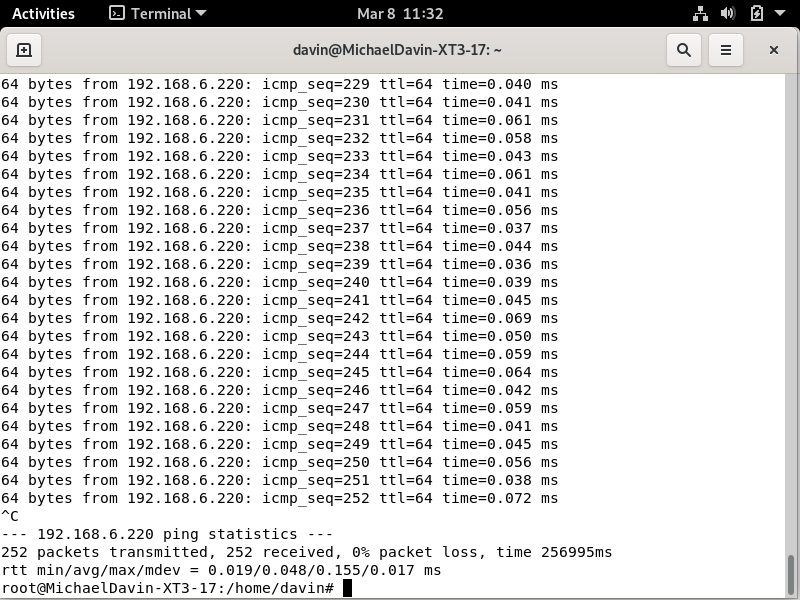 Activities Terminal Mar 8 11:32
davin@MichaelDavin-XT3-17: ~
64 bytes from 192.168.6.220: icmp_seq=229 ttl=64 time=0.040 ms
64 bytes from 192.168.6.220: icmp_seq=230 ttl=64 time=0.041 ms
64 bytes from 192.168.6.220: icmp_seq=231 ttl=64 time=0.061 ms
64 bytes from 192.168.6.220: icmp_seq=232 ttl=64 time=0.058 ms
64 bytes from 192.168.6.220: icmp_seq=233 ttl=64 time=0.043 ms
64 bytes from 192.168.6.220: icmp_seq=234 ttl=64 time=0.061 ms
64 bytes from 192.168.6.220: icmp_seq=235 ttl=64 time=0.041 ms
64 bytes from 192.168.6.220: icmp_seq=236 ttl=64 time=0.056 ms
64 bytes from 192.168.6.220: icmp_seq=237 ttl=64 time=0.037 ms
64 bytes from 192.168.6.220: icmp_seq=238 ttl=64 time=0.044 ms
64 bytes from 192.168.6.220: icmp_seq=239 ttl=64 time=0.036 ms
64 bytes from 192.168.6.220: icmp_seq=240 ttl=64 time=0.039 ms
64 bytes from 192.168.6.220: icmp_seq=241 ttl=64 time=0.045 ms
64 bytes from 192.168.6.220: icmp_seq=242 ttl=64 time=0.069 ms
64 bytes from 192.168.6.220: icmp_seq=243 ttl=64 time=0.050 ms
64 bytes from 192.168.6.220: icmp_seq=244 ttl=64 time=0.059 ms
64 bytes from 192.168.6.220: icmp_seq=245 ttl=64 time=0.064 ms
64 bytes from 192.168.6.220: icmp_seq=246 ttl=64 time=0.042 ms
64 bytes from 192.168.6.220: icmp_seq=247 ttl=64 time=0.059 ms
64 bytes from 192.168.6.220: icmp_seq=248 ttl=64 time=0.041 ms
64 bytes from 192.168.6.220: icmp_seq=249 ttl=64 time=0.045 ms
64 bytes from 192.168.6.220: icmp_seq=250 ttl=64 time=0.056 ms
64 bytes from 192.168.6.220: icmp_seq=251 ttl=64 time=0.038 ms
64 bytes from 192.168.6.220: icmp_seq=252 ttl=64 time=0.072 ms
^C
--- 192.168.6.220 ping statistics ---
252 packets transmitted, 252 received, 0% packet loss, time 256995ms
rtt min/avg/max/mdev = 0.019/0.048/0.155/0.017 ms
root@MichaelDavin-XT3-17:/home/davin#